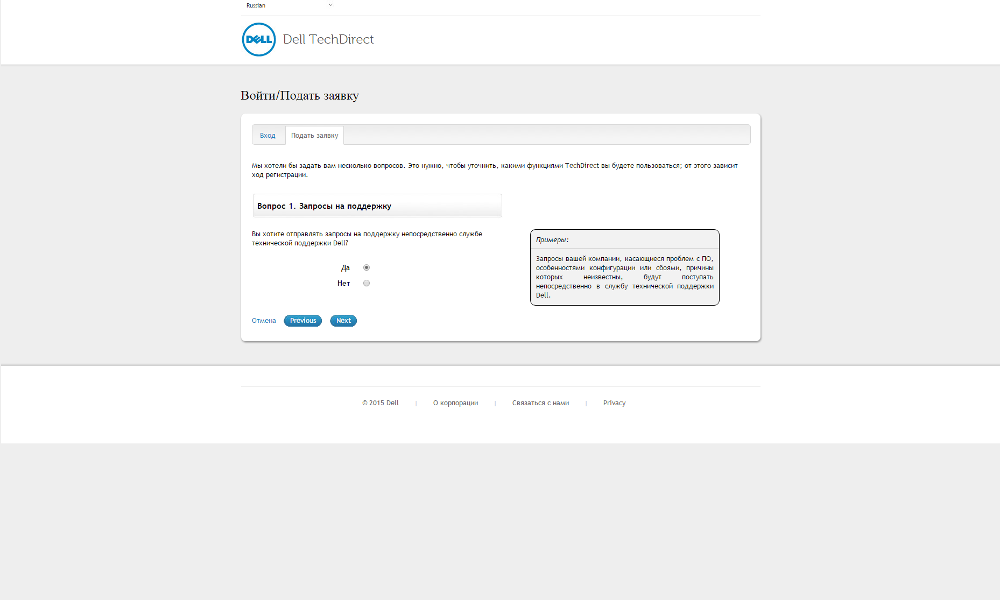 Russian
DELL Dell TechDirect
Войти/Подать заявку
Вход Подать заявку
Мы хотели бы задать вам несколько вопросов. Это нужно, чтобы уточнить, какими функциями TechDirect вы будете пользоваться; от этого зависит
ход регистрации.
Вопрос 1. Запросы на поддержку
Вы хотите отправлять запросы на поддержку непосредственно службе
технической поддержки Dell?
Да
Нет
Примеры:
Запросы вашей компании, касающиеся проблем с ПО,
особенностями конфигурации или сбоями, причины
которых неизвестны, будут поступать
непосредственно в службу технической поддержки
Dell.
Отмена Previous Next
© 2015 Dell | О корпорации | Связаться с нами | Privacy